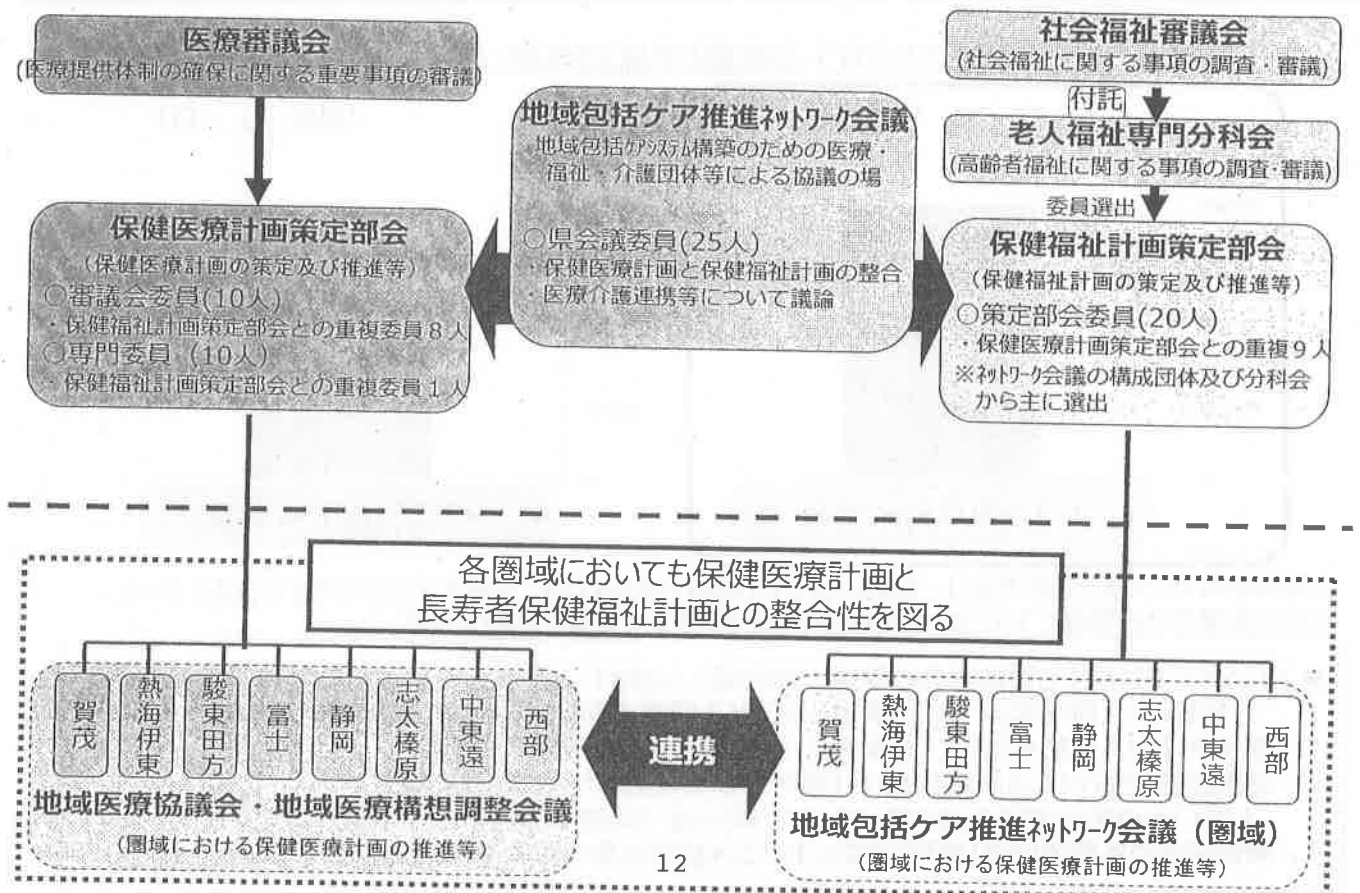 医療審議会
(医療提供体制の確保に関する重要事項の審議)
社会福祉審議会
(社会福祉に関する事項の調査・審議)
付託
老人福祉専門分科会
(高齢者福祉に関する事項の調査・審議)
委員選出
地域包括ケア推進ネットワーク会議
・地域包括ケアシステム構築のための医療・
福祉・介護団体等による協議の場
○県会議委員(25人)
・保健医療計画と保健福祉計画の整合
・医療介護連携等について議論
保健医療計画策定部会
(保健医療計画の策定及び推進等)
○審議会委員(10人)
・保健福祉計画策定部会との重複委員8人
○専門委員 (10人)
・保健福祉計画策定部会との重複委員1人
保健福祉計画策定部会
(保健福祉計画の策定及び推進等)
○策定部会委員(20人)
・保健医療計画策定部会との重複9人
※ネットワーク会議の構成団体及び分科会
から主に選出
各圏域においても保健医療計画と
長寿者保健福祉計画との整合性を図る
賀茂
熱海伊東
駿東田方
富士
静岡
志太榛原
中東遠
西部
地域医療協議会・地域医療構想調整会議
(圏域における保健医療計画の推進等)
連携
賀茂
熱海伊東
駿東田方
富士
静岡
志太榛原
中東遠
西部
地域包括ケア推進ネットワーク会議 (圏域)
(圏域における保健医療計画の推進等)
12